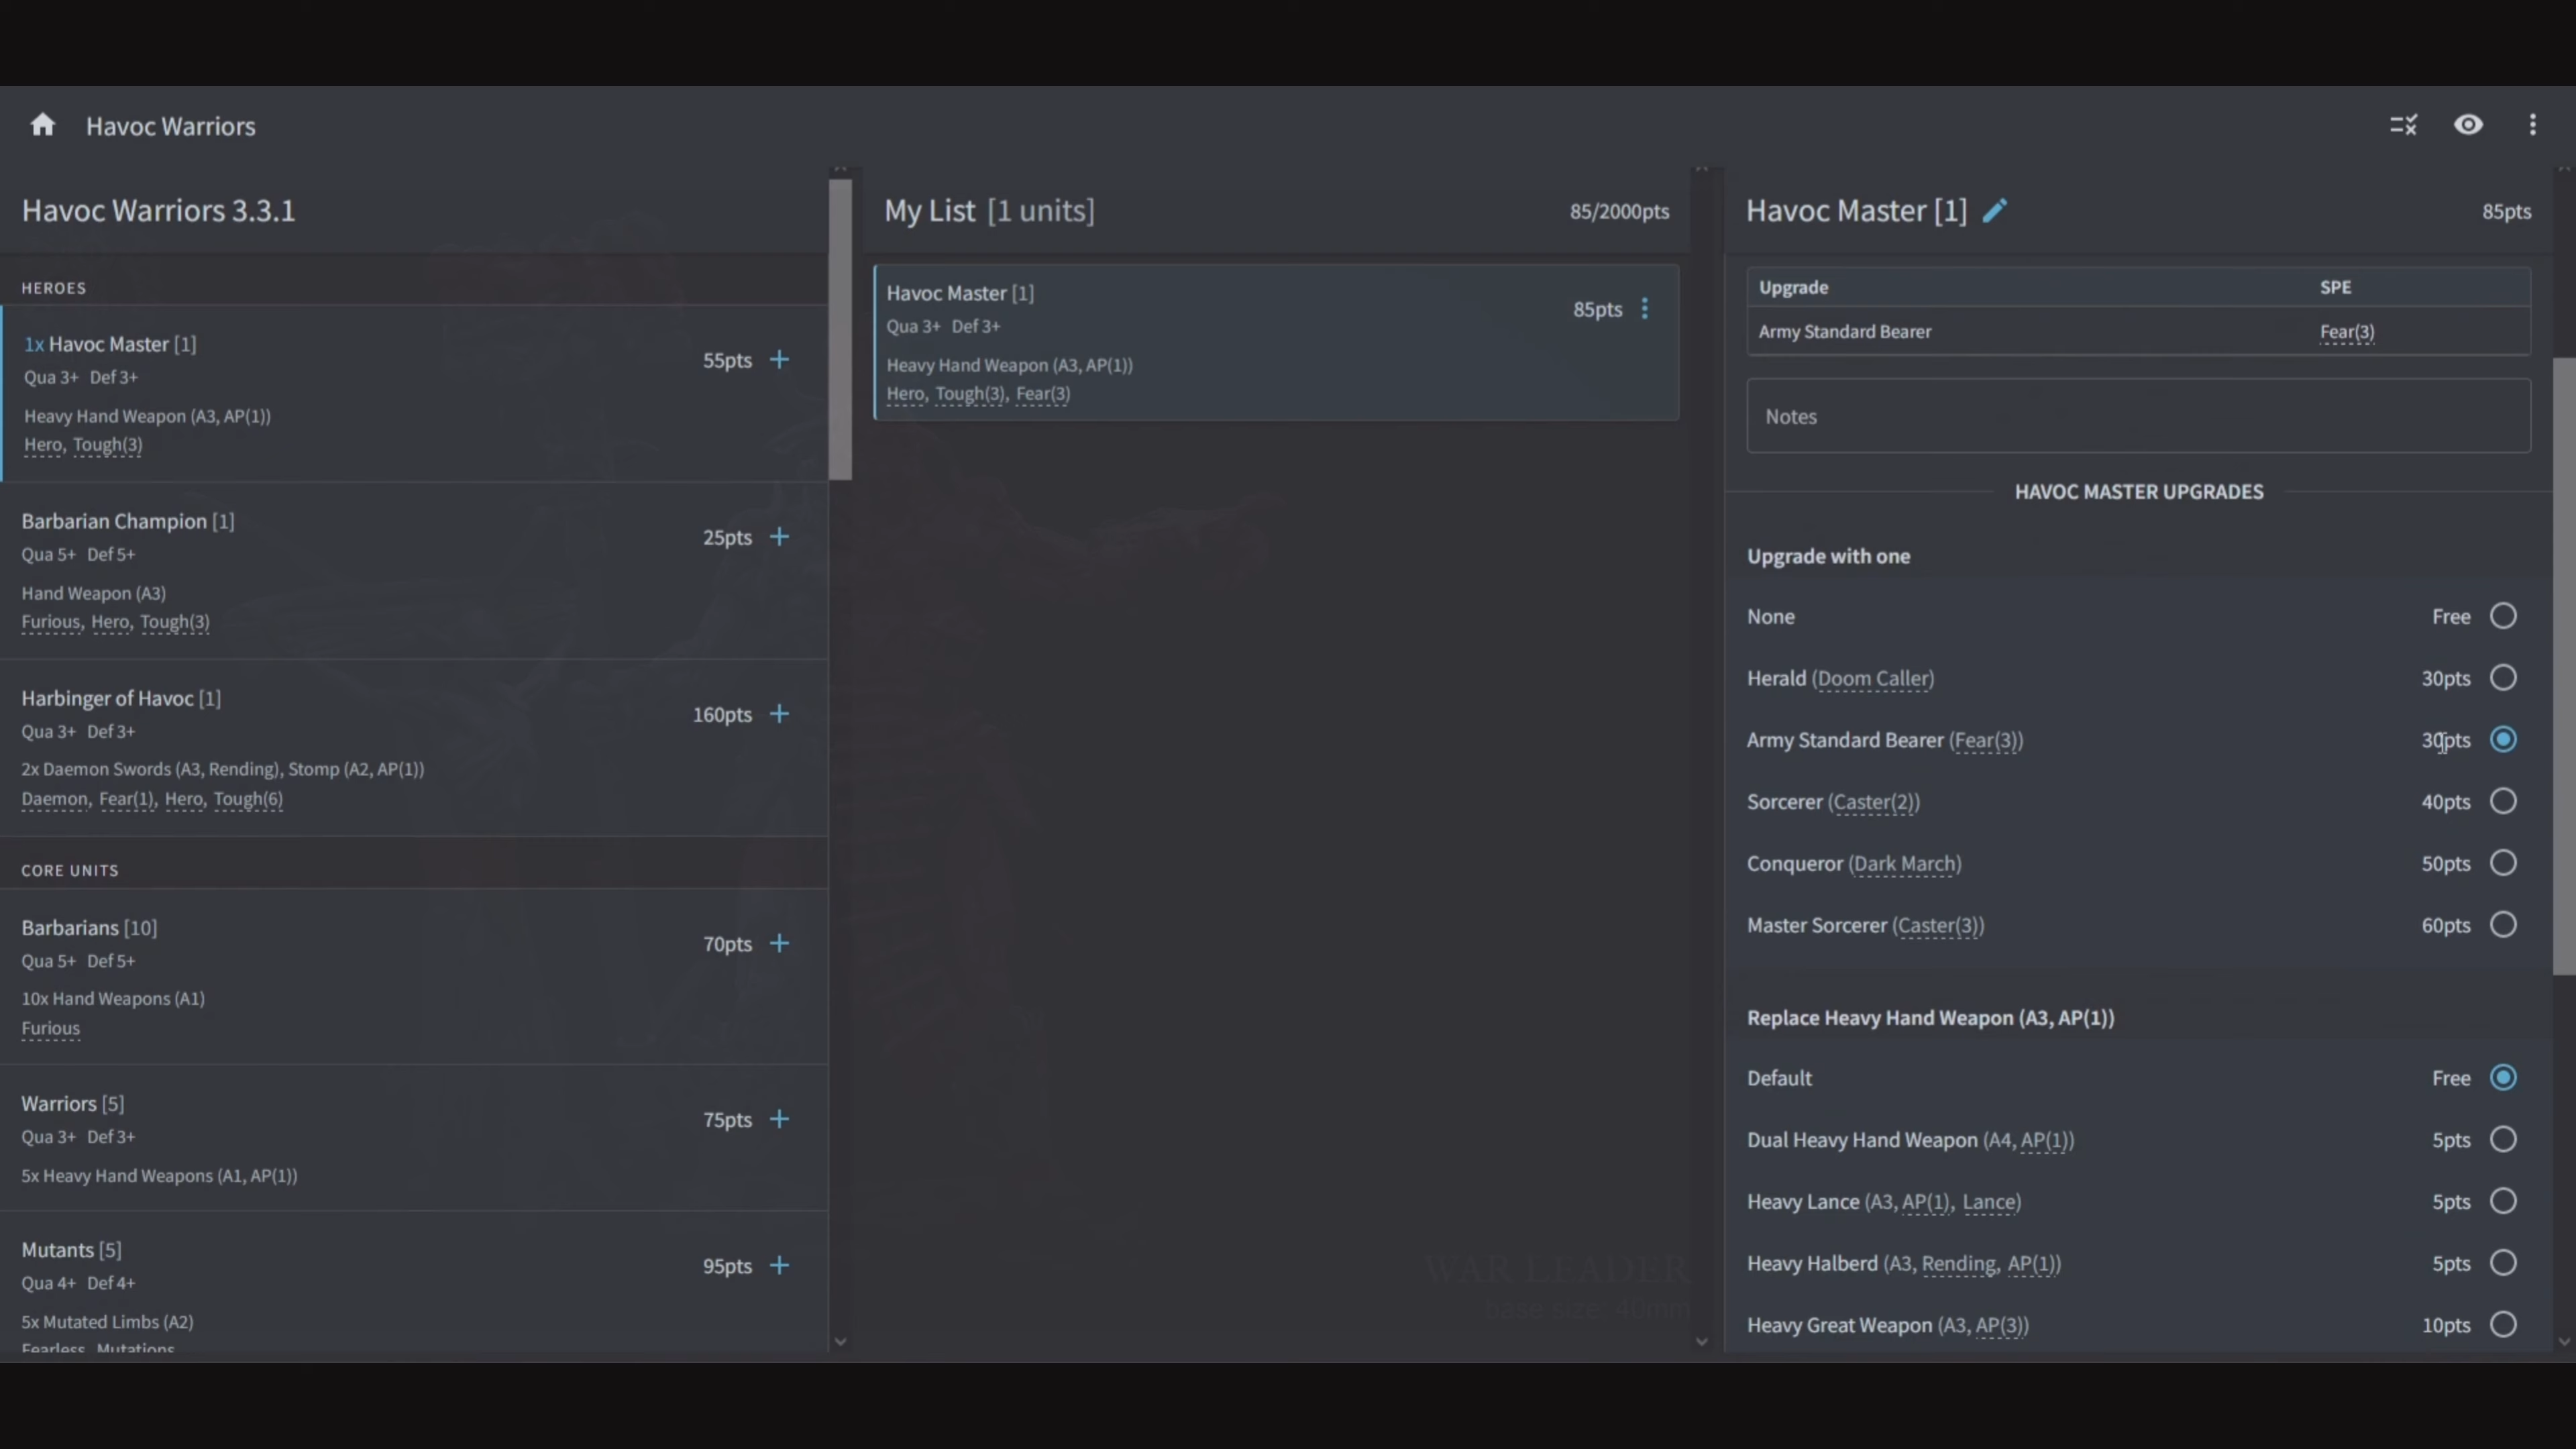 Havoc Warriors
Havoc Warriors 3.3.1
HEROES
1x Havoc Master [1]
55pts
Qua 3+ Def 3+
Heavy Hand Weapon (A3, AP(1))
Hero, Tough(3)
Barbarian Champion [1]
25pts
Qua 5+ Def 5+
Hand Weapon (A3)
Furious, Hero, Tough(3)
Harbinger of Havoc [1]
160pts
Qua 3+ Def 3+
2x Daemon Swords (A3, Rending), Stomp (A2, AP(1))
Daemon, Fear(1), Hero, Tough(6)
CORE UNITS
Barbarians [10]
70pts
Qua 5+ Def 5+
10x Hand Weapons (A1)
Furious
Warriors [5]
75pts
Qua 3+ Def 3+
5x Heavy Hand Weapons (A1, AP(1))
Mutants [5]
95pts
Qua 4+ Def 4+
5x Mutated Limbs (A2)
Fearless, Mutations
My List [1 units]
85/2000pts
Havoc Master [1]
85pts
Qua 3+ Def 3+
Heavy Hand Weapon (A3, AP(1))
Hero, Tough(3), Fear(3)
WAR LEADER
base size: 40mm
Havoc Master [1]
85pts
Upgrade SPE
Army Standard Bearer Fear(3)
Notes
HAVOC MASTER UPGRADES
Upgrade with one
None Free
Herald (Doom Caller) 30pts
Army Standard Bearer (Fear(3)) 30pts
Sorcerer (Caster(2)) 40pts
Conqueror (Dark March) 50pts
Master Sorcerer (Caster(3)) 60pts
Replace Heavy Hand Weapon (A3, AP(1))
Default Free
Dual Heavy Hand Weapon (A4, AP(1)) 5pts
Heavy Lance (A3, AP(1), Lance) 5pts
Heavy Halberd (A3, Rending, AP(1)) 5pts
Heavy Great Weapon (A3, AP(3)) 10pts